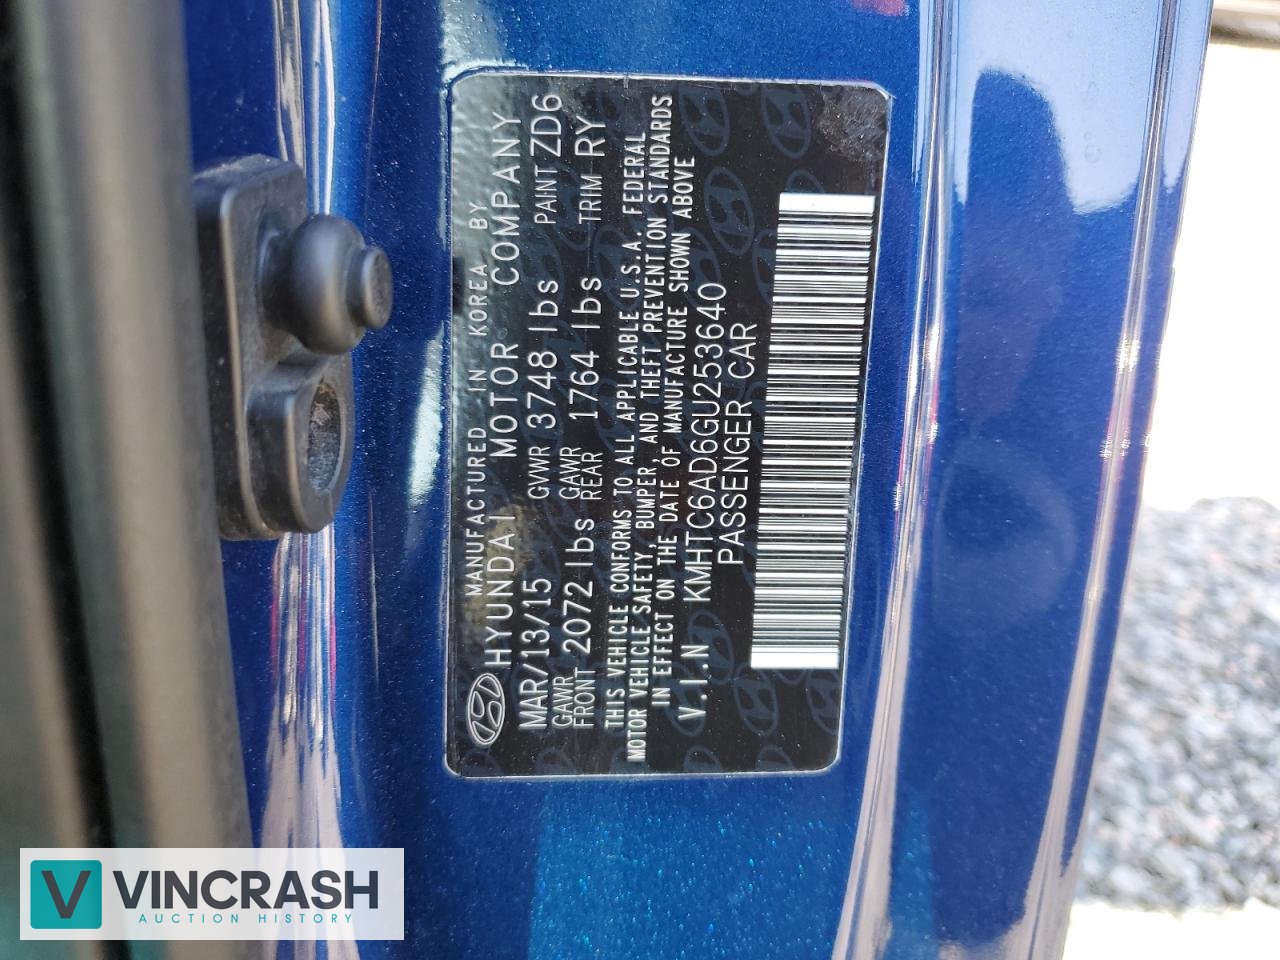 MANUFACTURED IN KOREA BY
HYUNDAI MOTOR COMPANY
MAR/13/15 GVWR 3748 lbs PAINT ZD6
GAWR FRONT 2072 lbs GAWR REAR 1764 lbs TRIM RY
THIS VEHICLE CONFORMS TO ALL APPLICABLE U.S.A. FEDERAL
MOTOR VEHICLE SAFETY, BUMPER, AND THEFT PREVENTION STANDARDS
IN EFFECT ON THE DATE OF MANUFACTURE SHOWN ABOVE
V.I.N KMHTC6AD6GU253640
PASSENGER CAR
V VINCRASH
AUCTION HISTORY